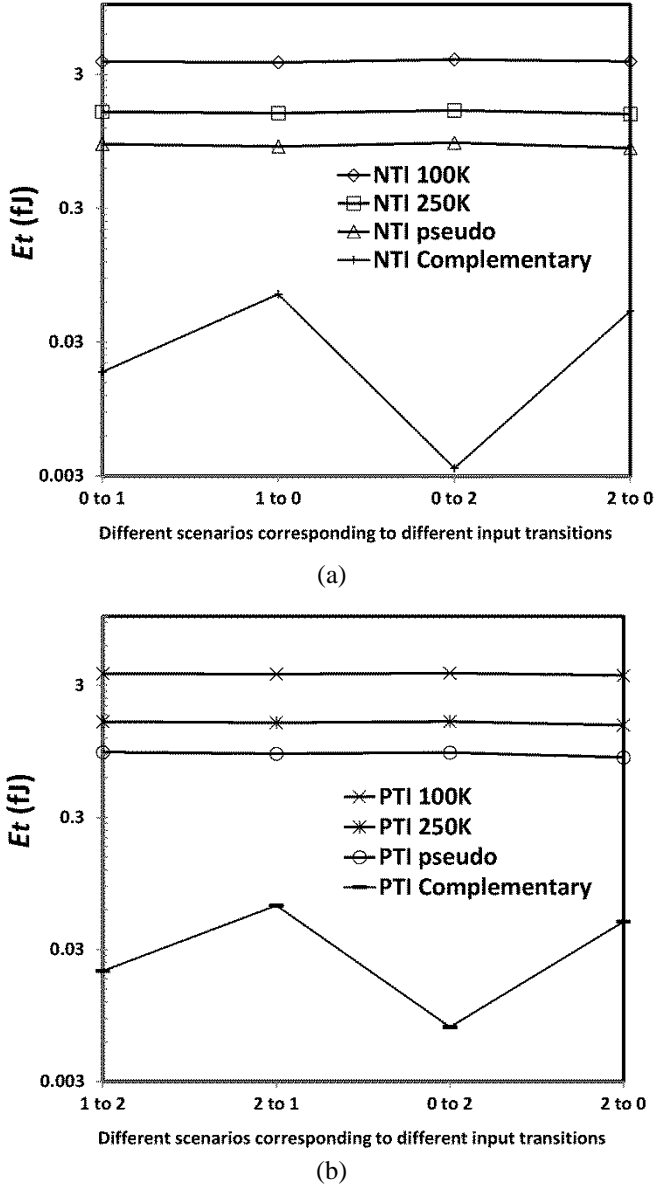 3
0.3
0.03
0.003
Et (fJ)
NTI 100K
NTI 250K
NTI pseudo
NTI Complementary
0 to 1 1 to 0 0 to 2 2 to 0
Different scenarios corresponding to different input transitions
(a)
3
0.3
0.03
0.003
Et (fJ)
PTI 100K
PTI 250K
PTI pseudo
PTI Complementary
1 to 2 2 to 1 0 to 2 2 to 0
Different scenarios corresponding to different input transitions
(b)